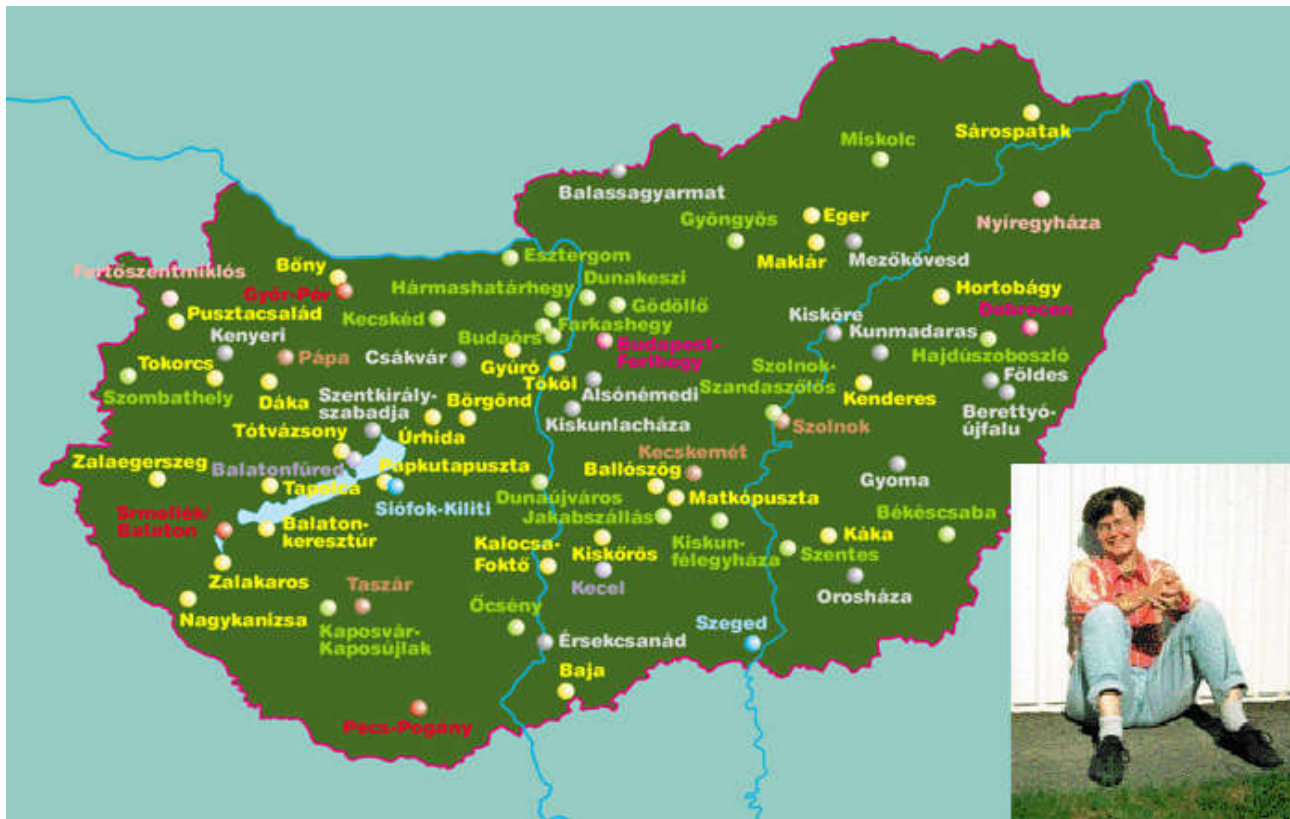 Sárospatak
Miskolc
Balassagyarmat
Nyíregyháza
Eger
Gyöngyös
Maklár
Mezőkövesd
Esztergom
Fertőszentmiklós
Bőny
Dunakeszi
Hármashatárhegy
Hortobágy
Győr-Pér
Gödöllő
Debrecen
Pusztacsalád
Kecskéd
Farkashegy
Kisköre
Kunmadaras
Kenyeri
Budaörs
Budapest-
Ferihegy
Hajdúszoboszló
Tokorcs
Pápa
Csákvár
Gyúró
Tököl
Szolnok-
Szandaszőlős
Földes
Szombathely
Dáka
Szentkirály-
szabadja
Börgönd
Alsónémedi
Kenderes
Berettyó-
újfalu
Kiskunlacháza
Tótvázsony
Úrhida
Szolnok
Zalaegerszeg
Balatonfüred
Papkutapuszta
Kecskemét
Ballószög
Gyoma
Tapolca
Siófok-Kiliti
Dunaújváros
Matkópuszta
Srmellék/
Balaton
Balaton-
keresztúr
Jakabszállás
Békéscsaba
Kalocsa-
Foktő
Kiskőrös
Kiskun-
félegyháza
Káka
Szentes
Zalakaros
Taszár
Kecel
Orosháza
Nagykanizsa
Kaposvár-
Kaposújlak
Őcsény
Érsekcsanád
Szeged
Baja
Pécs-Pogány